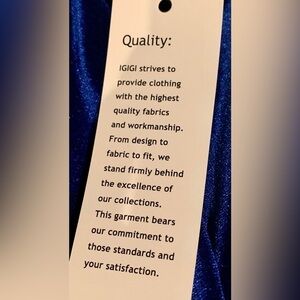 Quality:
IGIGI strives to
provide clothing
with the highest
quality fabrics
and workmanship.
From design to
fabric to fit, we
stand firmly behind
the excellence of
our collections.
This garment bears
our commitment to
those standards and
your satisfaction.